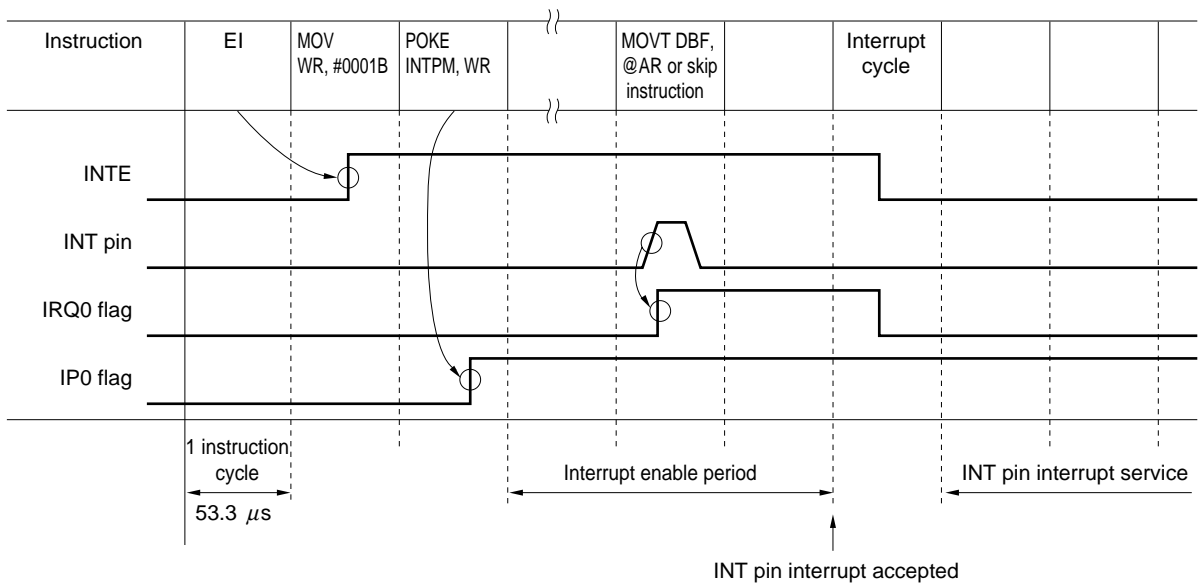 Instruction
EI
MOV
WR, #0001B
POKE
INTPM, WR
MOVT DBF,
@AR or skip
instruction
Interrupt
cycle
INTE
INT pin
IRQ0 flag
IP0 flag
1 instruction
cycle
53.3 μs
Interrupt enable period
INT pin interrupt service
INT pin interrupt accepted